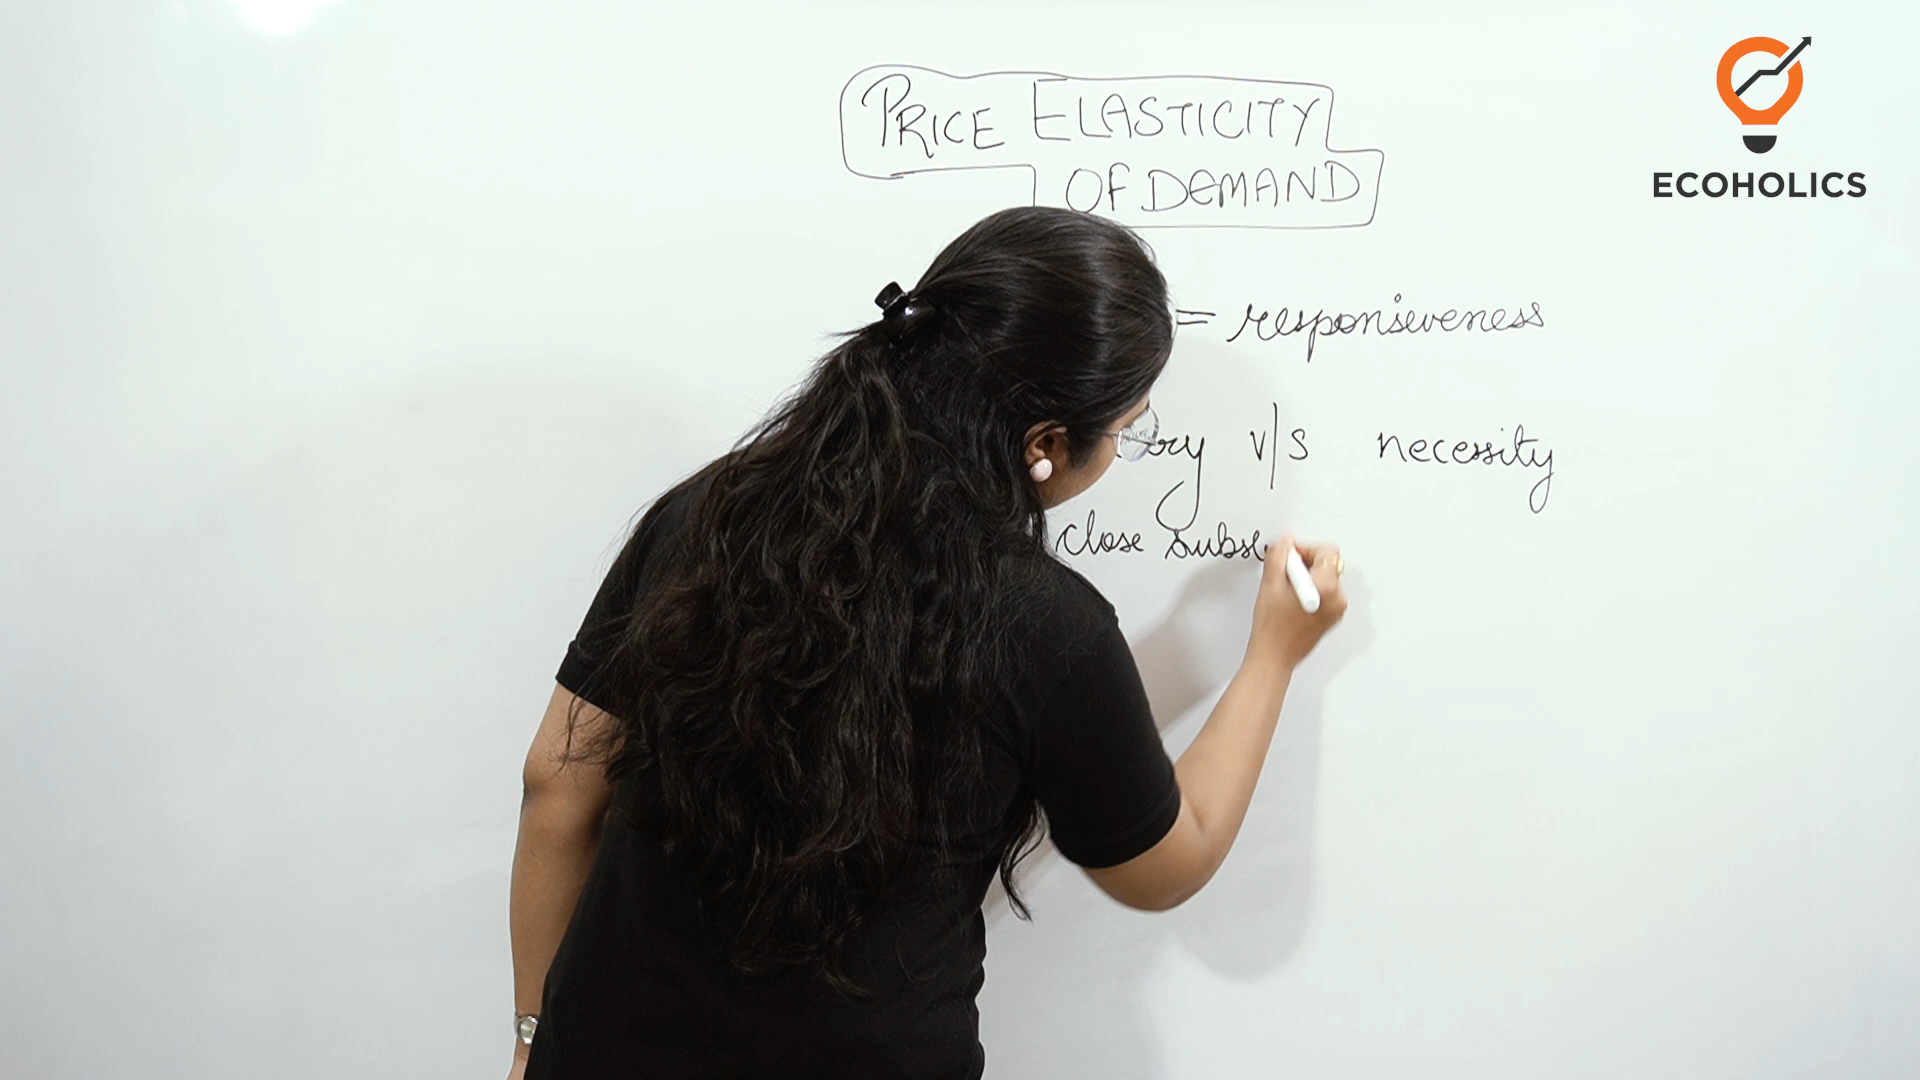 PRICE ELASTICITY
OF DEMAND
ECOHOLICS
= responsiveness
v/s necessity
close